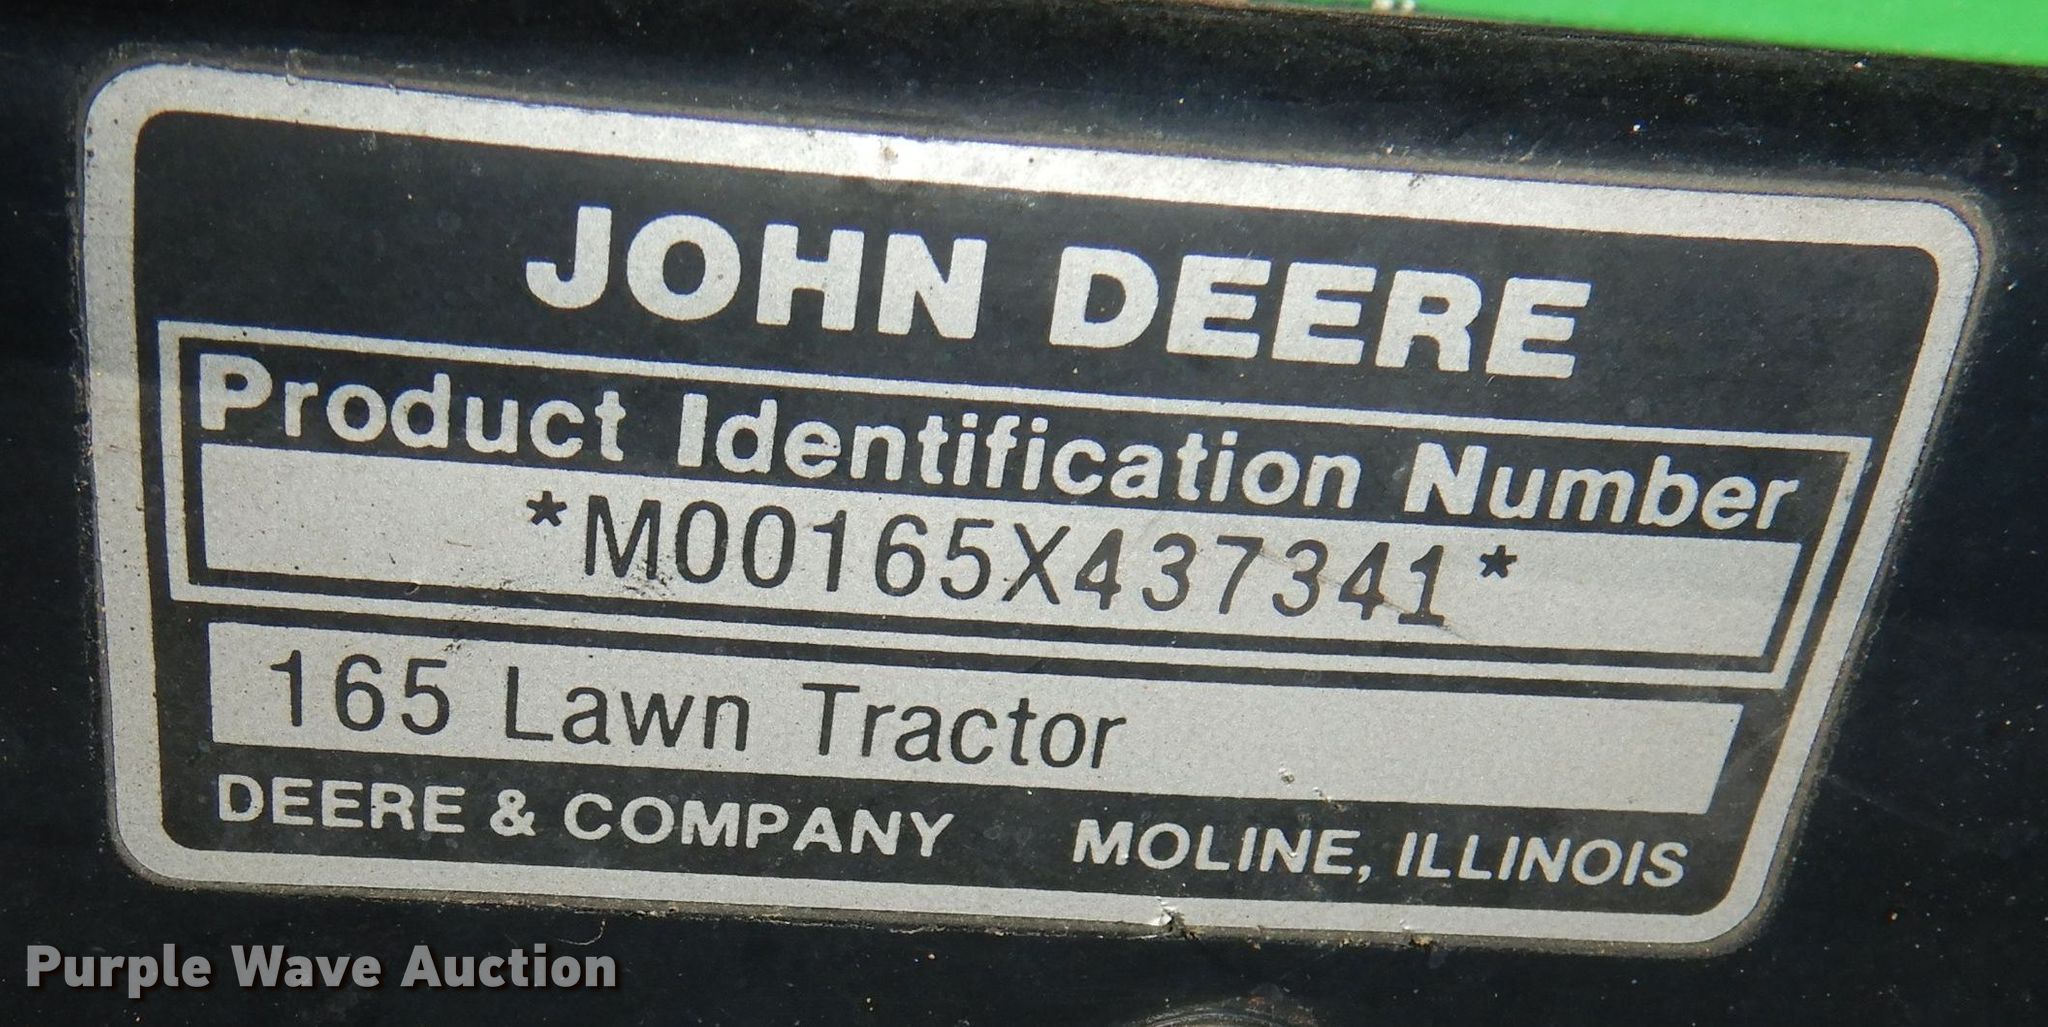 JOHN DEERE
Product Identification Number
*M00165X437341*
165 Lawn Tractor
DEERE & COMPANY MOLINE, ILLINOIS
Purple Wave Auction